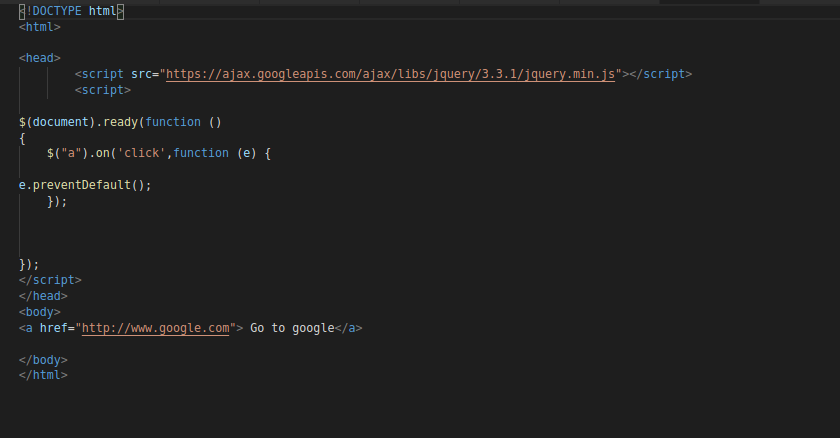 <!DOCTYPE html>
<html>
<head>
<script src="https://ajax.googleapis.com/ajax/libs/jquery/3.3.1/jquery.min.js"></script>
<script>
$(document).ready(function ()
{
$("a").on('click',function (e) {
e.preventDefault();
});
});
</script>
</head>
<body>
<a href="http://www.google.com"> Go to google</a>
</body>
</html>